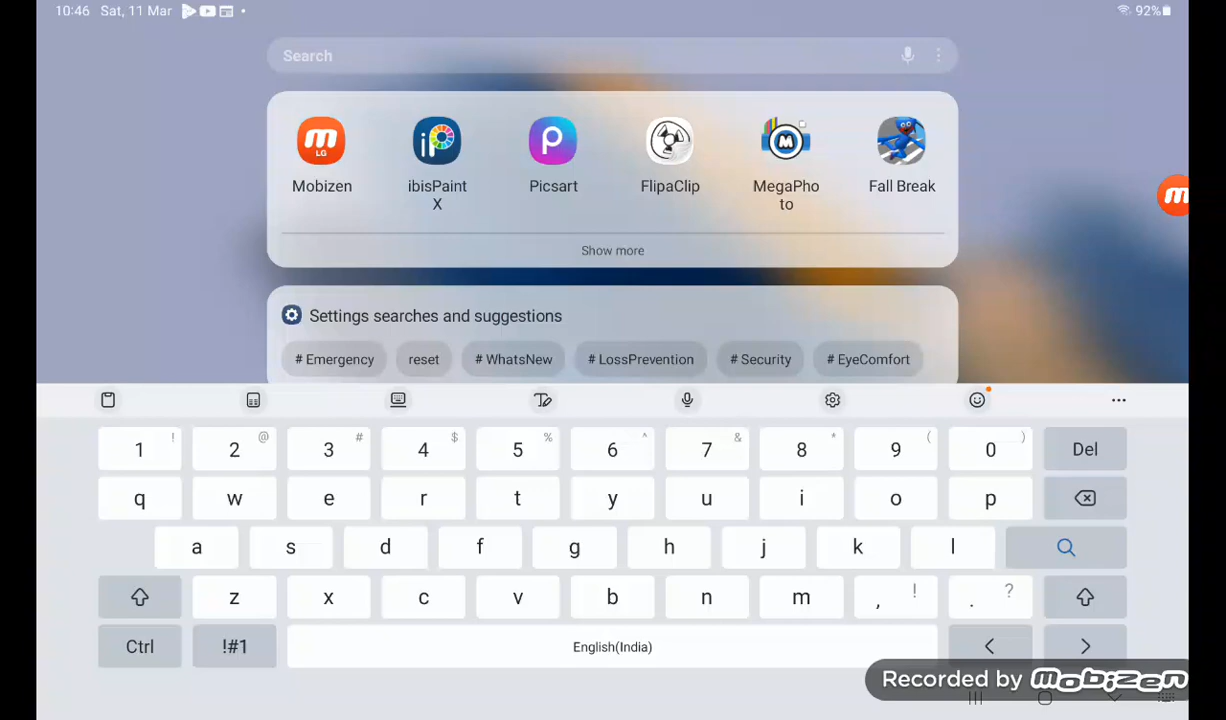 10:46 Sat, 11 Mar 92%
Search
LG
Mobizen
ibisPaint
X
P
Picsart
FlipaClip
M
MegaPho
to
Fall Break
Show more
Settings searches and suggestions
# Emergency reset # WhatsNew # LossPrevention # Security # EyeComfort
1 ! 2 @ 3 # 4 $ 5 % 6 ^ 7 & 8 * 9 ( 0 ) Del
q w e r t y u i o p
a s d f g h j k l
z x c v b n m , ! . ?
Ctrl !#1 English(India) < >
Recorded by mobizen